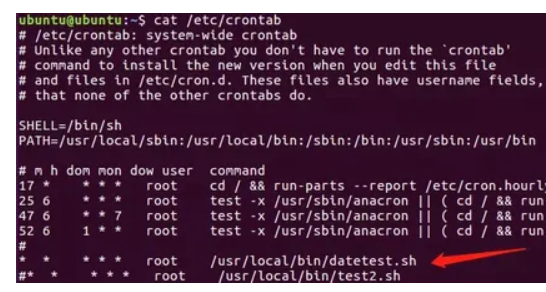 ubuntu@ubuntu:~$ cat /etc/crontab
# /etc/crontab: system-wide crontab
# Unlike any other crontab you don't have to run the `crontab'
# command to install the new version when you edit this file
# and files in /etc/cron.d. These files also have username fields,
# that none of the other crontabs do.
SHELL=/bin/sh
PATH=/usr/local/sbin:/usr/local/bin:/sbin:/bin:/usr/sbin:/usr/bin
# m h dom mon dow user command
17 * * * * root cd / && run-parts --report /etc/cron.hourly
25 6 * * * root test -x /usr/sbin/anacron || ( cd / && run
47 6 * * 7 root test -x /usr/sbin/anacron || ( cd / && run
52 6 1 * * root test -x /usr/sbin/anacron || ( cd / && run
#
* * * * * root /usr/local/bin/datetest.sh
#* * * * * root /usr/local/bin/test2.sh